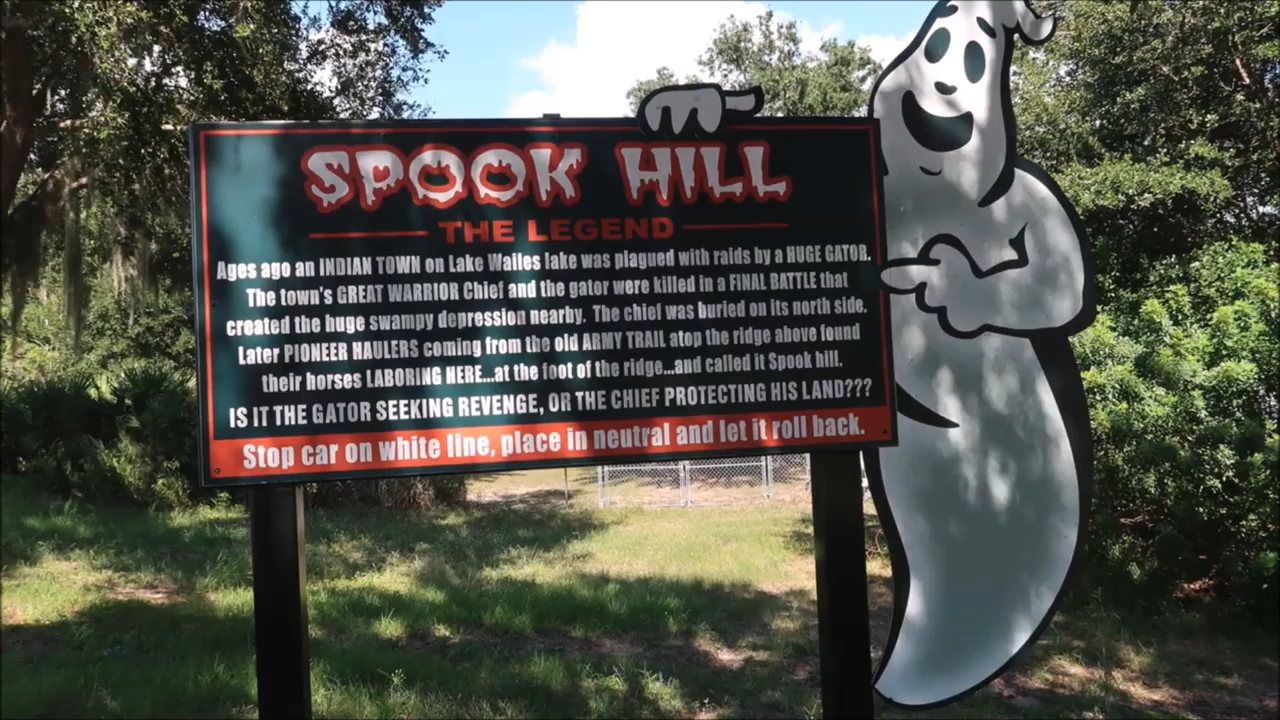 SPOOK HILL
THE LEGEND
Ages ago an INDIAN TOWN on Lake Wailes lake was plagued with raids by a HUGE GATOR.
The town's GREAT WARRIOR Chief and the gator were killed in a FINAL BATTLE that
created the huge swampy depression nearby. The chief was buried on its north side.
Later PIONEER HAULERS coming from the old ARMY TRAIL atop the ridge above found
their horses LABORING HERE...at the foot of the ridge...and called it Spook hill.
IS IT THE GATOR SEEKING REVENGE, OR THE CHIEF PROTECTING HIS LAND???
Stop car on white line, place in neutral and let it roll back.